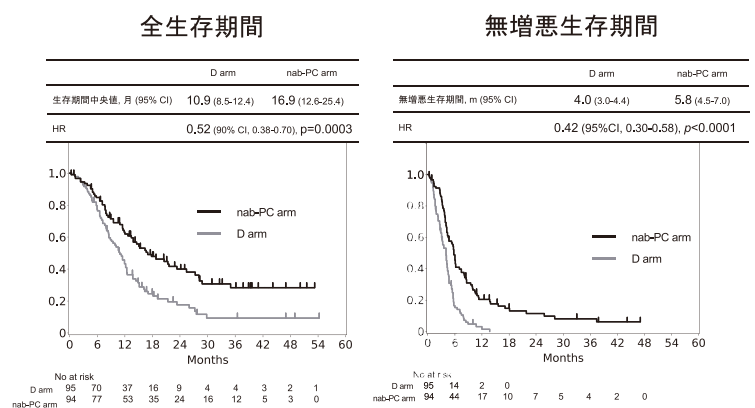 全生存期間
D arm nab-PC arm
生存期間中央値, 月 (95% CI) 10.9 (8.5-12.4) 16.9 (12.6-25.4)
HR 0.52 (90% CI, 0.38-0.70), p=0.0003
1.0
0.8
0.6
0.4
0.2
0
nab-PC arm
D arm
0 6 12 18 24 30 36 42 48 54 60
Months
No at risk
D arm 95 70 37 16 9 4 4 3 2 1
nab-PC arm 94 77 53 35 24 16 12 5 3 0
無増悪生存期間
D arm nab-PC arm
無増悪生存期間, m (95% CI) 4.0 (3.0-4.4) 5.8 (4.5-7.0)
HR 0.42 (95%CI, 0.30-0.58), p<0.0001
1.0
0.8
0.6
0.4
0.2
0
nab-PC arm
D arm
0 6 12 18 24 30 36 42 48 54 60
Months
No at risk
D arm 95 14 2 0
nab-PC arm 94 44 17 10 7 5 4 2 0